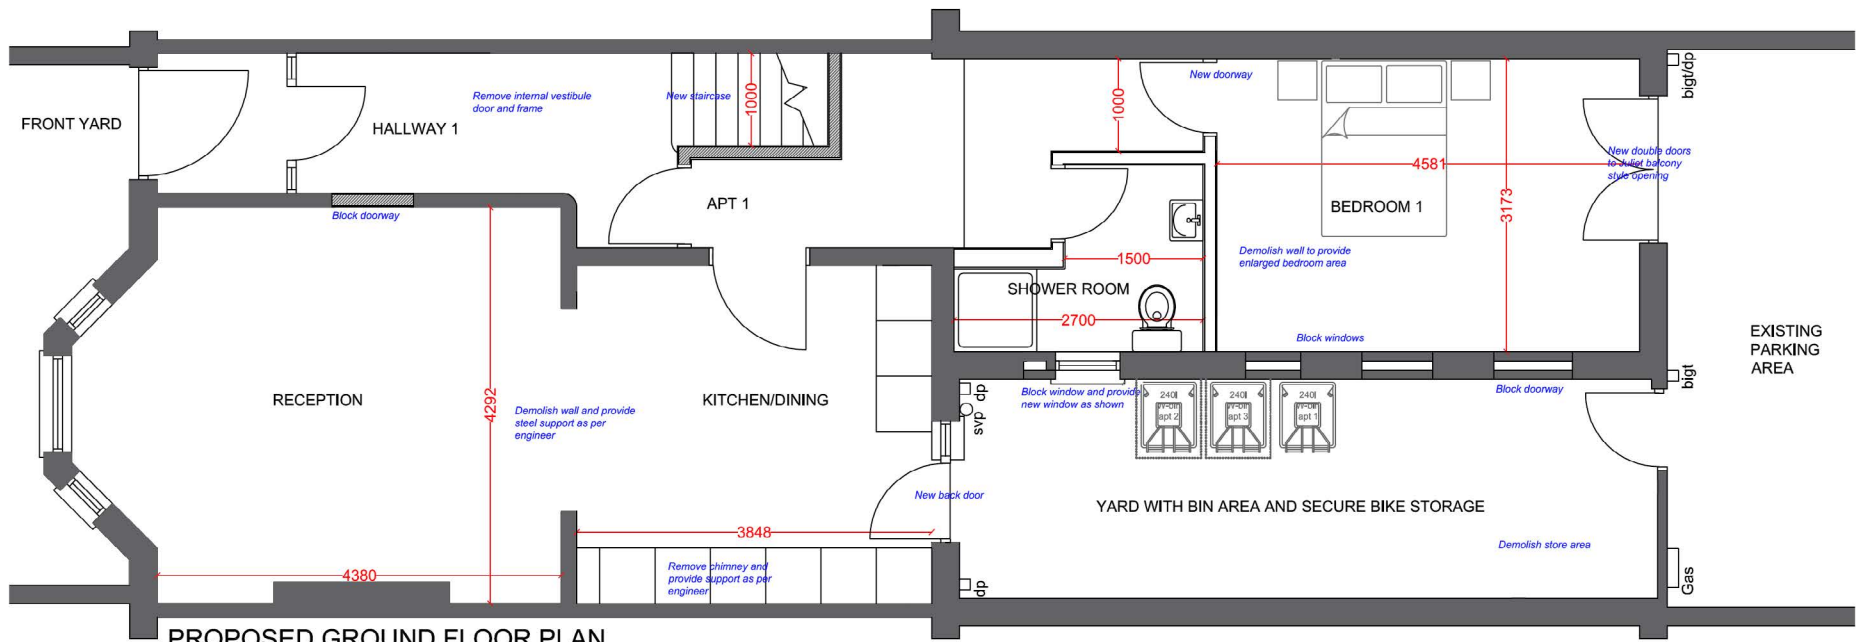 FRONT YARD
HALLWAY 1
Remove internal vestibule
door and frame
New staircase
1000
1000
New doorway
bigt/dp
New double doors
to Juliet balcony
style opening
4581
3173
BEDROOM 1
Demolish wall to provide
enlarged bedroom area
Block doorway
APT 1
1500
SHOWER ROOM
2700
Block windows
EXISTING
PARKING
AREA
bigt
RECEPTION
4292
Demolish wall and provide
steel support as per
engineer
KITCHEN/DINING
svp dp
Block window and provide
new window as shown
240l
apt 2
240l
apt 3
240l
apt 1
Block doorway
New back door
YARD WITH BIN AREA AND SECURE BIKE STORAGE
3848
Demolish store area
4380
Remove chimney and
provide support as per
engineer
dp
Gas
PROPOSED GROUND FLOOR PLAN